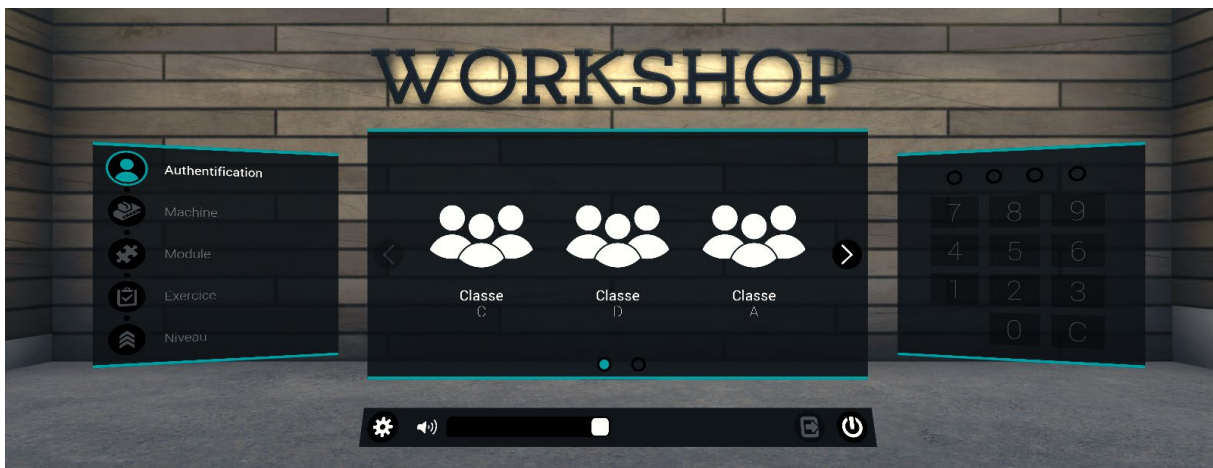 WORKSHOP
Authentification
Machine
Module
Exercice
Niveau
Classe
C
Classe
D
Classe
A
7 8 9
4 5 6
1 2 3
0 C